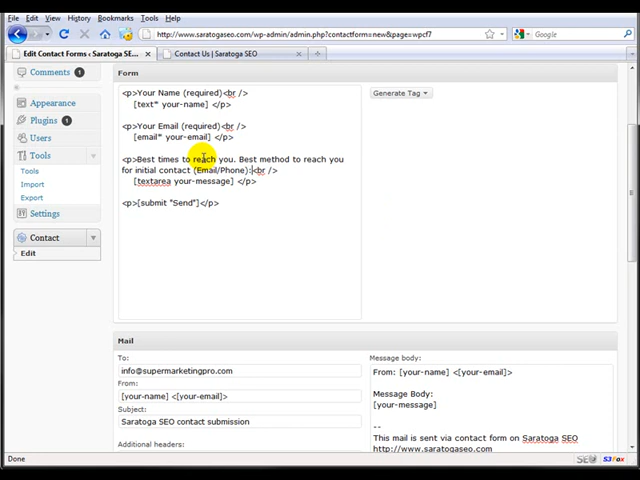 File Edit View History Bookmarks Tools Help
http://www.saratogaseo.com/wp-admin/admin.php?contactform=new&page=wpcf7
Google
Edit Contact Forms ‹ Saratoga SE...
Contact Us | Saratoga SEO
Comments 1
Appearance
Plugins 1
Users
Tools
Tools
Import
Export
Settings
Contact
Edit
Form
<p>Your Name (required)<br />
[text* your-name] </p>
<p>Your Email (required)<br />
[email* your-email] </p>
<p>Best times to reach you. Best method to reach you
for initial contact (Email/Phone):<br />
[textarea your-message] </p>
<p>[submit "Send"]</p>
Generate Tag
Mail
To:
info@supermarketingpro.com
From:
[your-name] <[your-email]>
Subject:
Saratoga SEO contact submission
Additional headers:
Message body:
From: [your-name] <[your-email]>
Message Body:
[your-message]
--
This mail is sent via contact form on Saratoga SEO
http://www.saratogaseo.com
Done
S3Fox